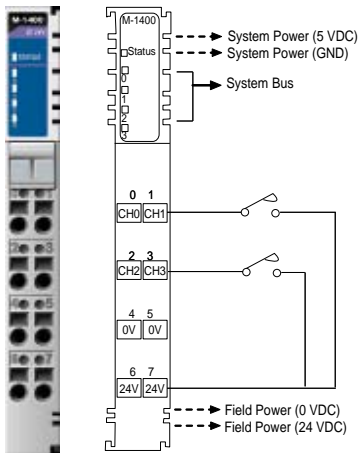 M-1400
M-1400
Status
0
1
2
3
System Power (5 VDC)
System Power (GND)
System Bus
0 1
CH0 CH1
2 3
CH2 CH3
4 5
0V 0V
6 7
24V 24V
Field Power (0 VDC)
Field Power (24 VDC)